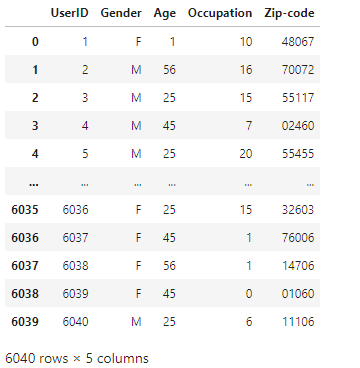 UserID Gender Age Occupation Zip-code
0 1 F 1 10 48067
1 2 M 56 16 70072
2 3 M 25 15 55117
3 4 M 45 7 02460
4 5 M 25 20 55455
... ... ... ... ... ...
6035 6036 F 25 15 32603
6036 6037 F 45 1 76006
6037 6038 F 56 1 14706
6038 6039 F 45 0 01060
6039 6040 M 25 6 11106
6040 rows × 5 columns